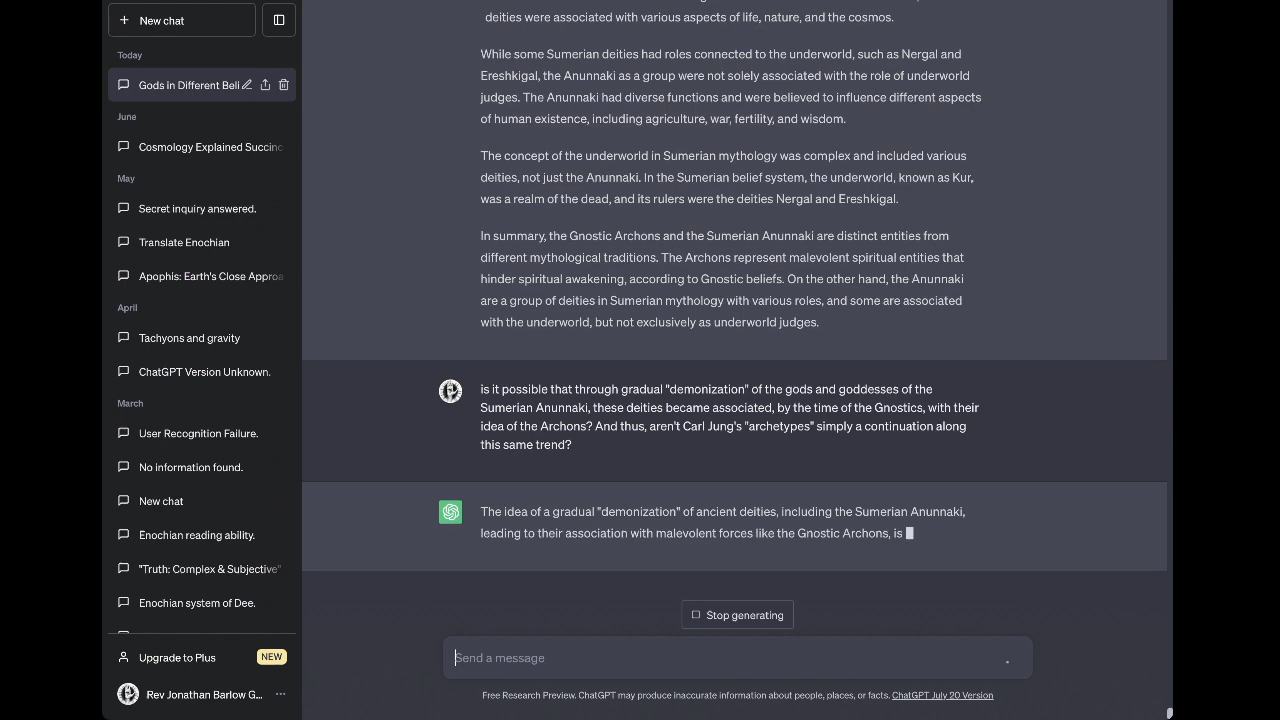 New chat
Today
Gods in Different Beli
June
Cosmology Explained Succinc
May
Secret inquiry answered.
Translate Enochian
Apophis: Earth's Close Approa
April
Tachyons and gravity
ChatGPT Version Unknown.
March
User Recognition Failure.
No information found.
New chat
Enochian reading ability.
"Truth: Complex & Subjective"
Enochian system of Dee.
Upgrade to Plus NEW
Rev Jonathan Barlow G...
deities were associated with various aspects of life, nature, and the cosmos.
While some Sumerian deities had roles connected to the underworld, such as Nergal and
Ereshkigal, the Anunnaki as a group were not solely associated with the role of underworld
judges. The Anunnaki had diverse functions and were believed to influence different aspects
of human existence, including agriculture, war, fertility, and wisdom.
The concept of the underworld in Sumerian mythology was complex and included various
deities, not just the Anunnaki. In the Sumerian belief system, the underworld, known as Kur,
was a realm of the dead, and its rulers were the deities Nergal and Ereshkigal.
In summary, the Gnostic Archons and the Sumerian Anunnaki are distinct entities from
different mythological traditions. The Archons represent malevolent spiritual entities that
hinder spiritual awakening, according to Gnostic beliefs. On the other hand, the Anunnaki
are a group of deities in Sumerian mythology with various roles, and some are associated
with the underworld, but not exclusively as underworld judges.
is it possible that through gradual "demonization" of the gods and goddesses of the
Sumerian Anunnaki, these deities became associated, by the time of the Gnostics, with their
idea of the Archons? And thus, aren't Carl Jung's "archetypes" simply a continuation along
this same trend?
The idea of a gradual "demonization" of ancient deities, including the Sumerian Anunnaki,
leading to their association with malevolent forces like the Gnostic Archons, is
Stop generating
Send a message
Free Research Preview. ChatGPT may produce inaccurate information about people, places, or facts. ChatGPT July 20 Version